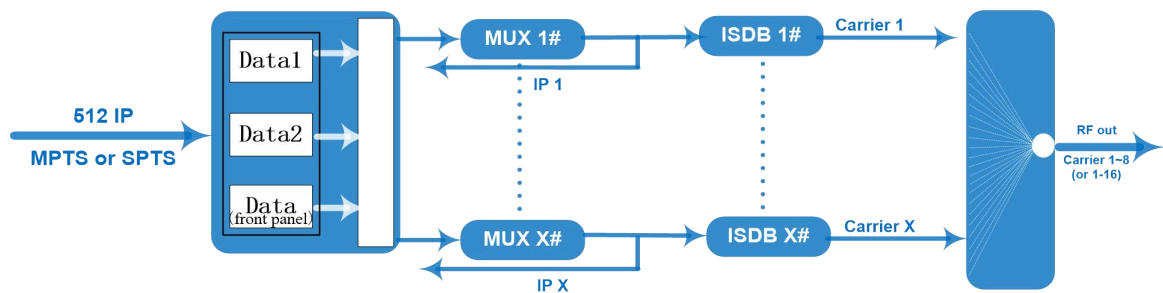 512 IP
MPTS or SPTS
Data1
Data2
Data
(front panel)
MUX 1#
IP 1
ISDB 1#
Carrier 1
MUX X#
IP X
ISDB X#
Carrier X
RF out
Carrier 1~8
(or 1-16)